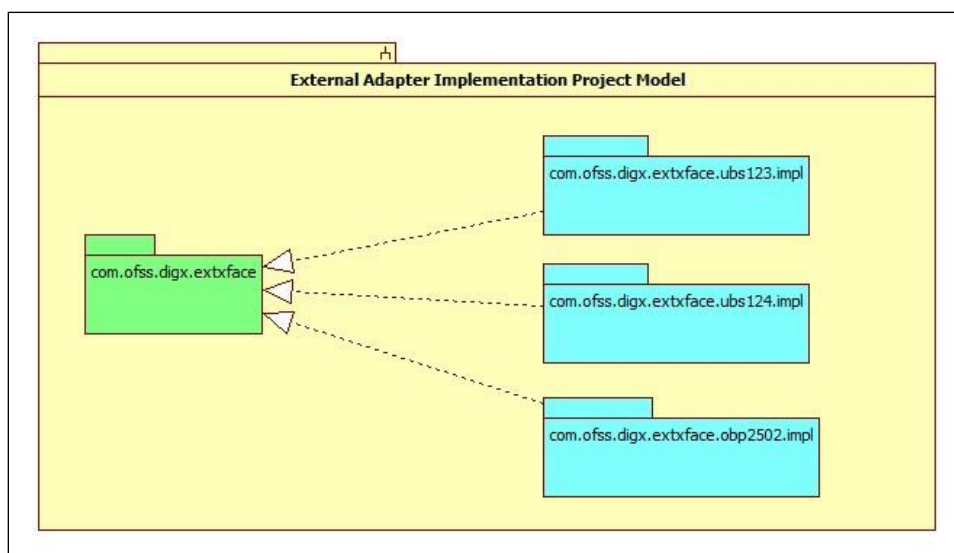 External Adapter Implementation Project Model
com.ofss.digx.extxface.ubs123.impl
com.ofss.digx.extxface
com.ofss.digx.extxface.ubs124.impl
com.ofss.digx.extxface.obp2502.impl